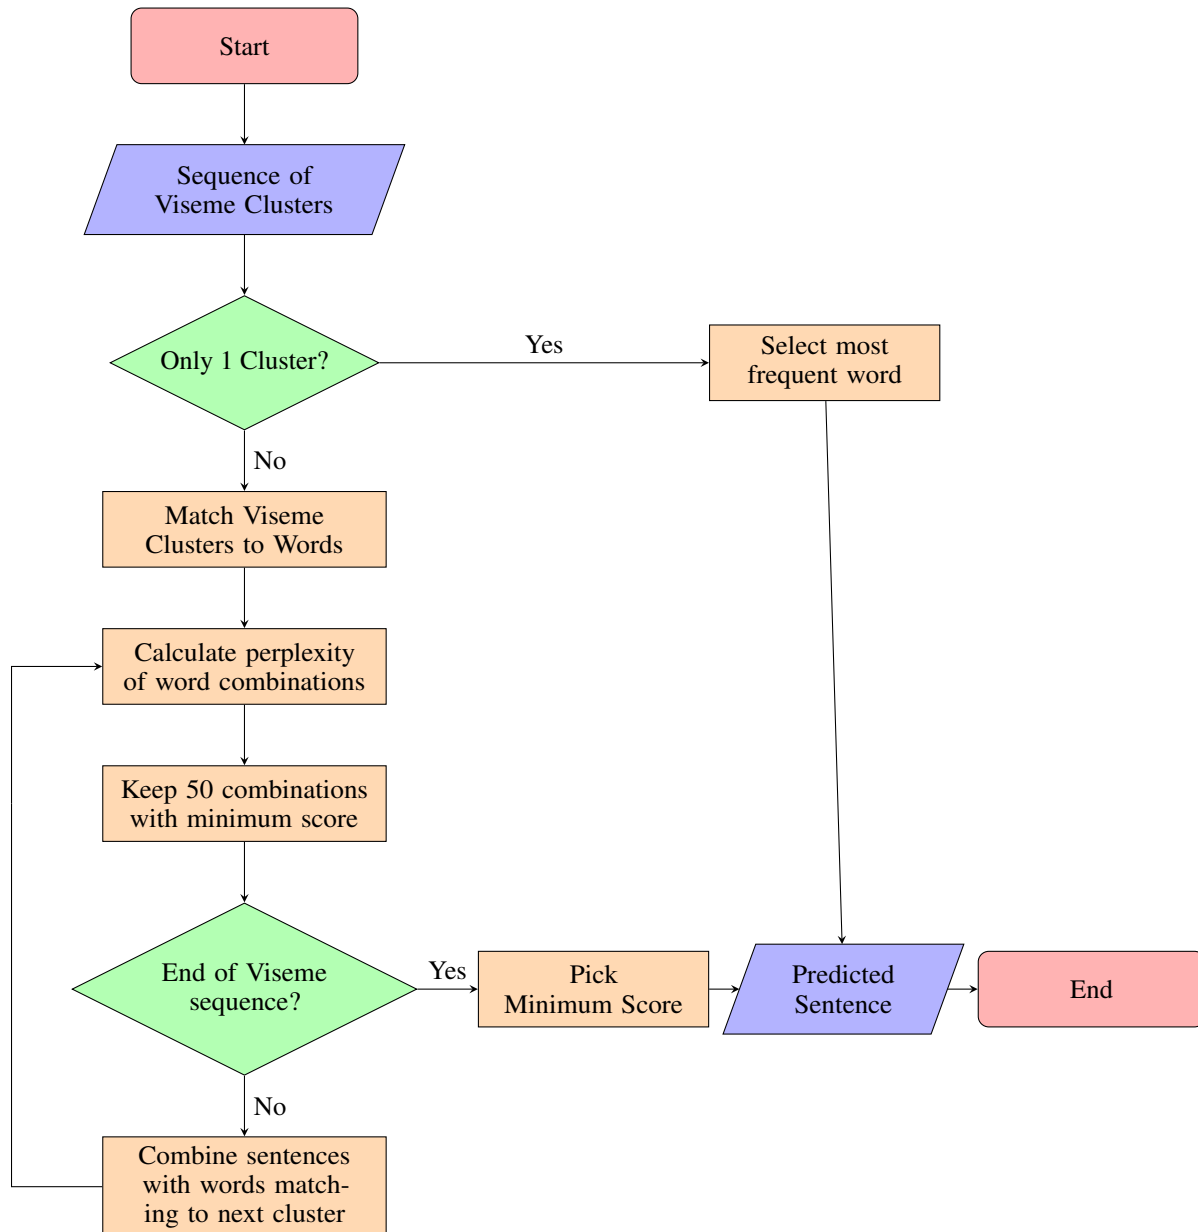 Start
Sequence of
Viseme Clusters
Only 1 Cluster?
Yes
Select most
frequent word
No
Match Viseme
Clusters to Words
Calculate perplexity
of word combinations
Keep 50 combinations
with minimum score
End of Viseme
sequence?
Yes
Pick
Minimum Score
Predicted
Sentence
End
No
Combine sentences
with words match-
ing to next cluster